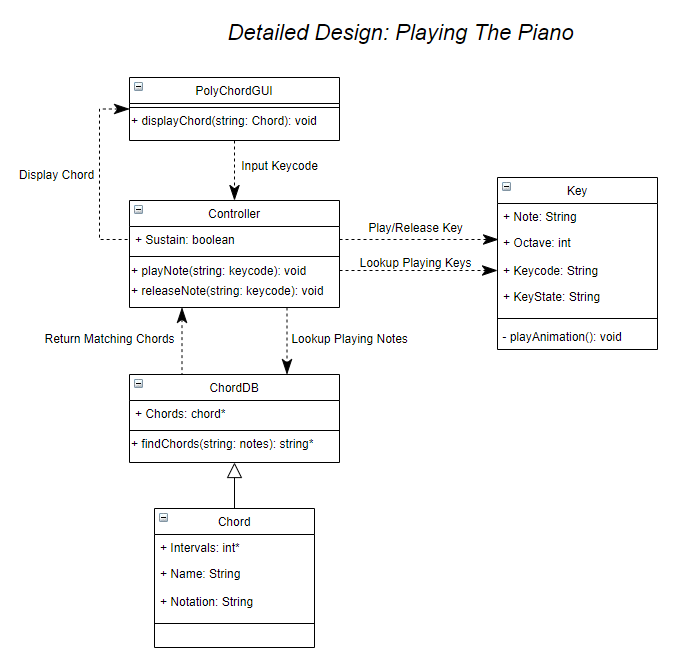 Detailed Design: Playing The Piano
PolyChordGUI
+ displayChord(string: Chord): void
Display Chord
Input Keycode
Controller
+ Sustain: boolean
+ playNote(string: keycode): void
+ releaseNote(string: keycode): void
Play/Release Key
Lookup Playing Keys
Key
+ Note: String
+ Octave: int
+ Keycode: String
+ KeyState: String
- playAnimation(): void
Return Matching Chords
Lookup Playing Notes
ChordDB
+ Chords: chord*
+ findChords(string: notes): string*
Chord
+ Intervals: int*
+ Name: String
+ Notation: String